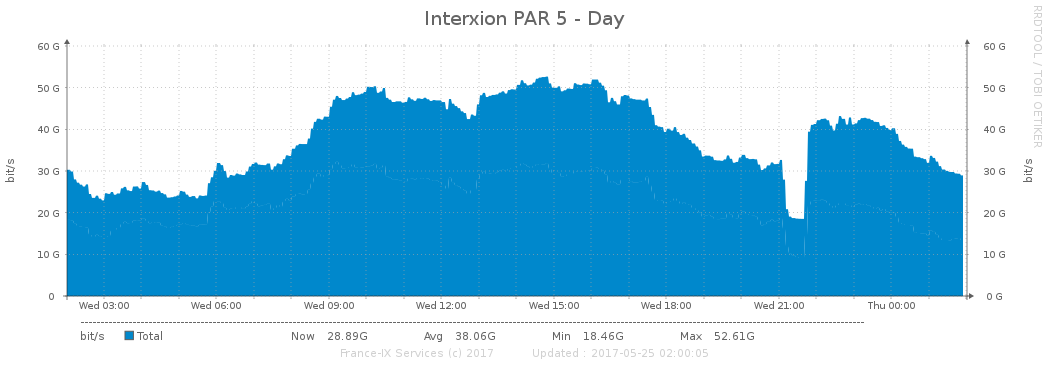 Interxion PAR 5 - Day
RRDTOOL / TOBI OETIKER
bit/s
60 G
50 G
40 G
30 G
20 G
10 G
0
60 G
50 G
40 G
30 G
20 G
10 G
0 G
bit/s
Wed 03:00 Wed 06:00 Wed 09:00 Wed 12:00 Wed 15:00 Wed 18:00 Wed 21:00 Thu 00:00
bit/s Total Now 28.89G Avg 38.06G Min 18.46G Max 52.61G
France-IX Services (c) 2017 Updated : 2017-05-25 02:00:05